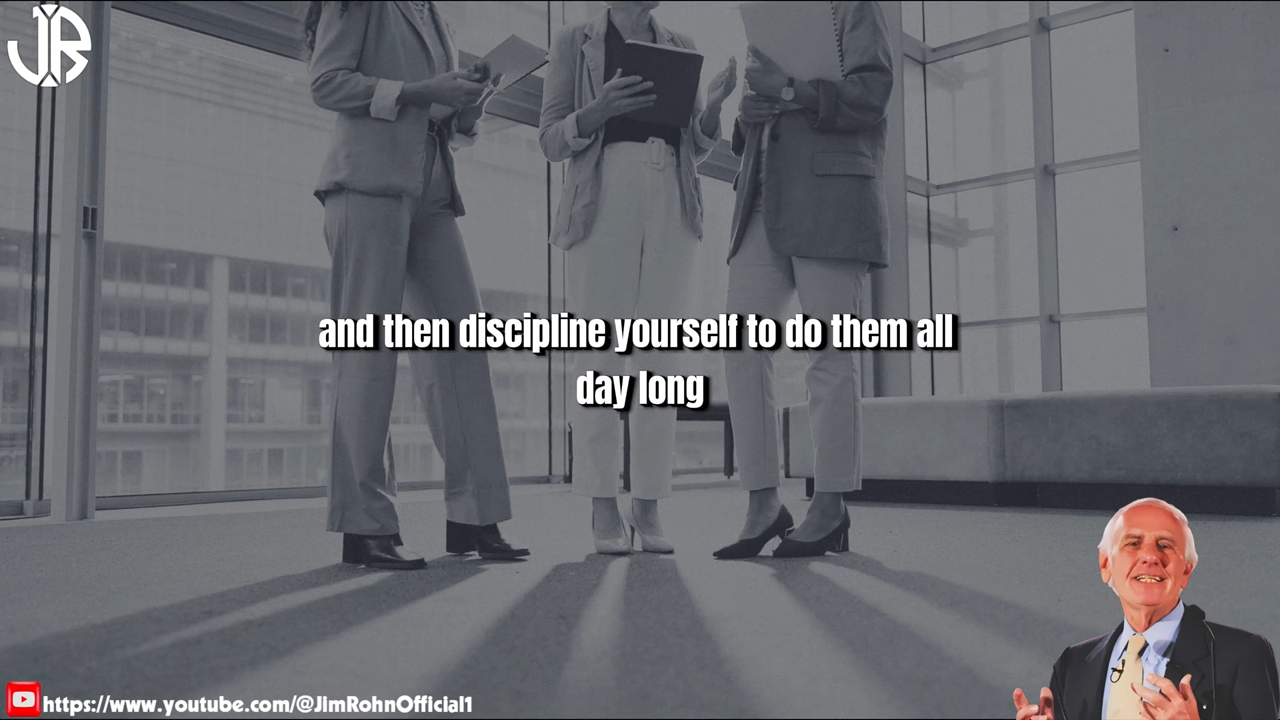 JR
and then discipline yourself to do them all
day long
https://www.youtube.com/@JimRohnOfficial1